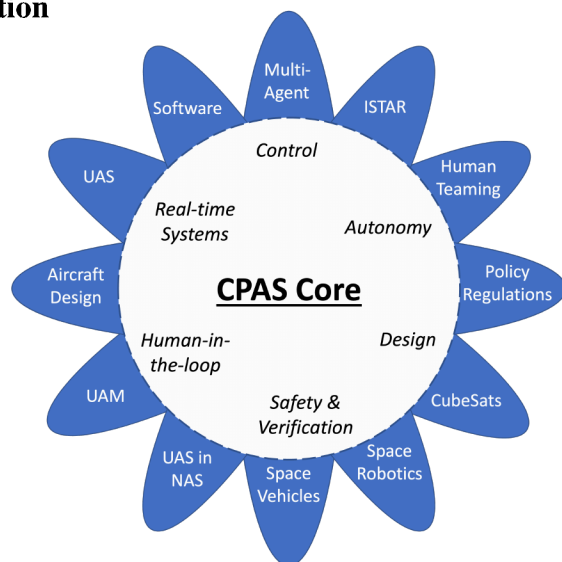 tion
Multi-
Agent
ISTAR
Human
Teaming
Policy
Regulations
CubeSats
Space
Robotics
Space
Vehicles
UAS in
NAS
UAM
Aircraft
Design
UAS
Software
Control
Autonomy
Design
Safety &
Verification
Human-in-
the-loop
Real-time
Systems
CPAS Core